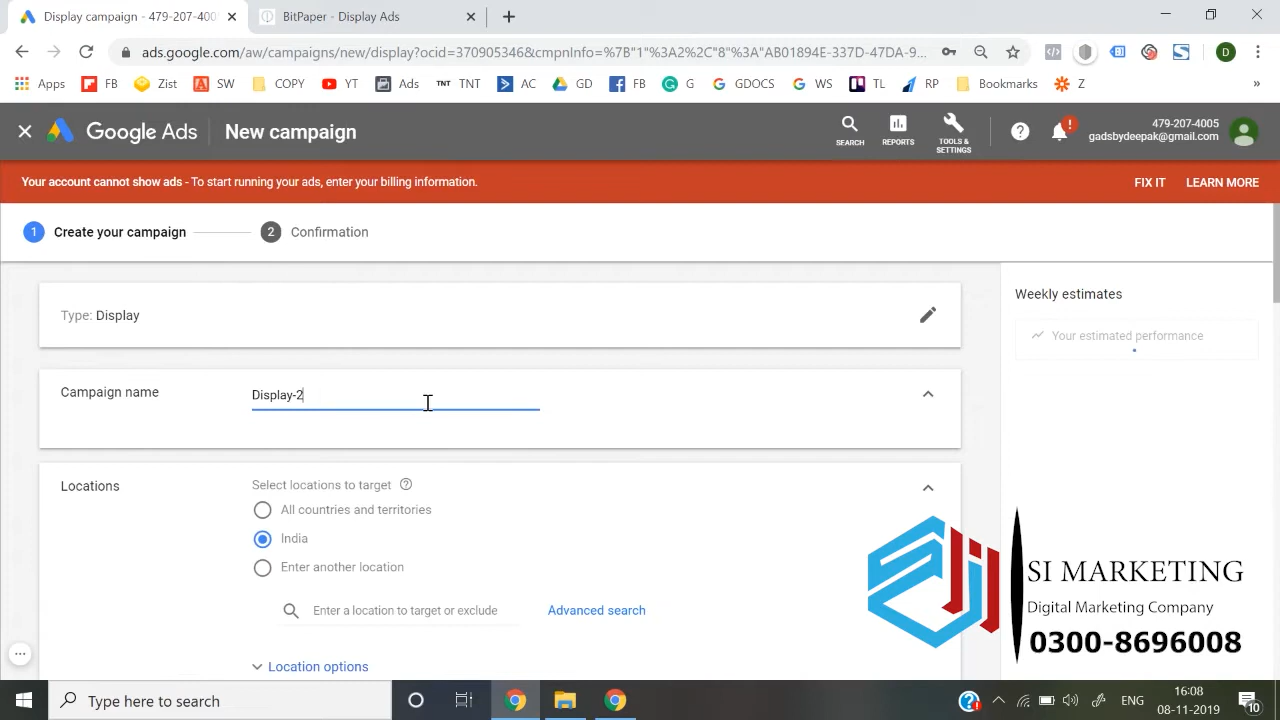 Display campaign - 479-207-400
BitPaper - Display Ads
ads.google.com/aw/campaigns/new/display?ocid=370905346&cmpnInfo=%7B"1"%3A2%2C"8"%3A"AB01894E-337D-47DA-9...
D
Apps FB Zist SW COPY YT Ads TNT TNT AC GD FB G GDOCS WS TL RP Bookmarks Z »
Google Ads New campaign
SEARCH
REPORTS
TOOLS &
SETTINGS
479-207-4005
gadsbydeepak@gmail.com
Your account cannot show ads - To start running your ads, enter your billing information.
FIX IT LEARN MORE
1 Create your campaign
2 Confirmation
Type: Display
Campaign name
Display-2
Locations
Select locations to target
All countries and territories
India
Enter another location
Enter a location to target or exclude
Advanced search
Location options
Weekly estimates
Your estimated performance
SI MARKETING
Digital Marketing Company
0300-8696008
Type here to search
ENG
16:08
08-11-2019
10